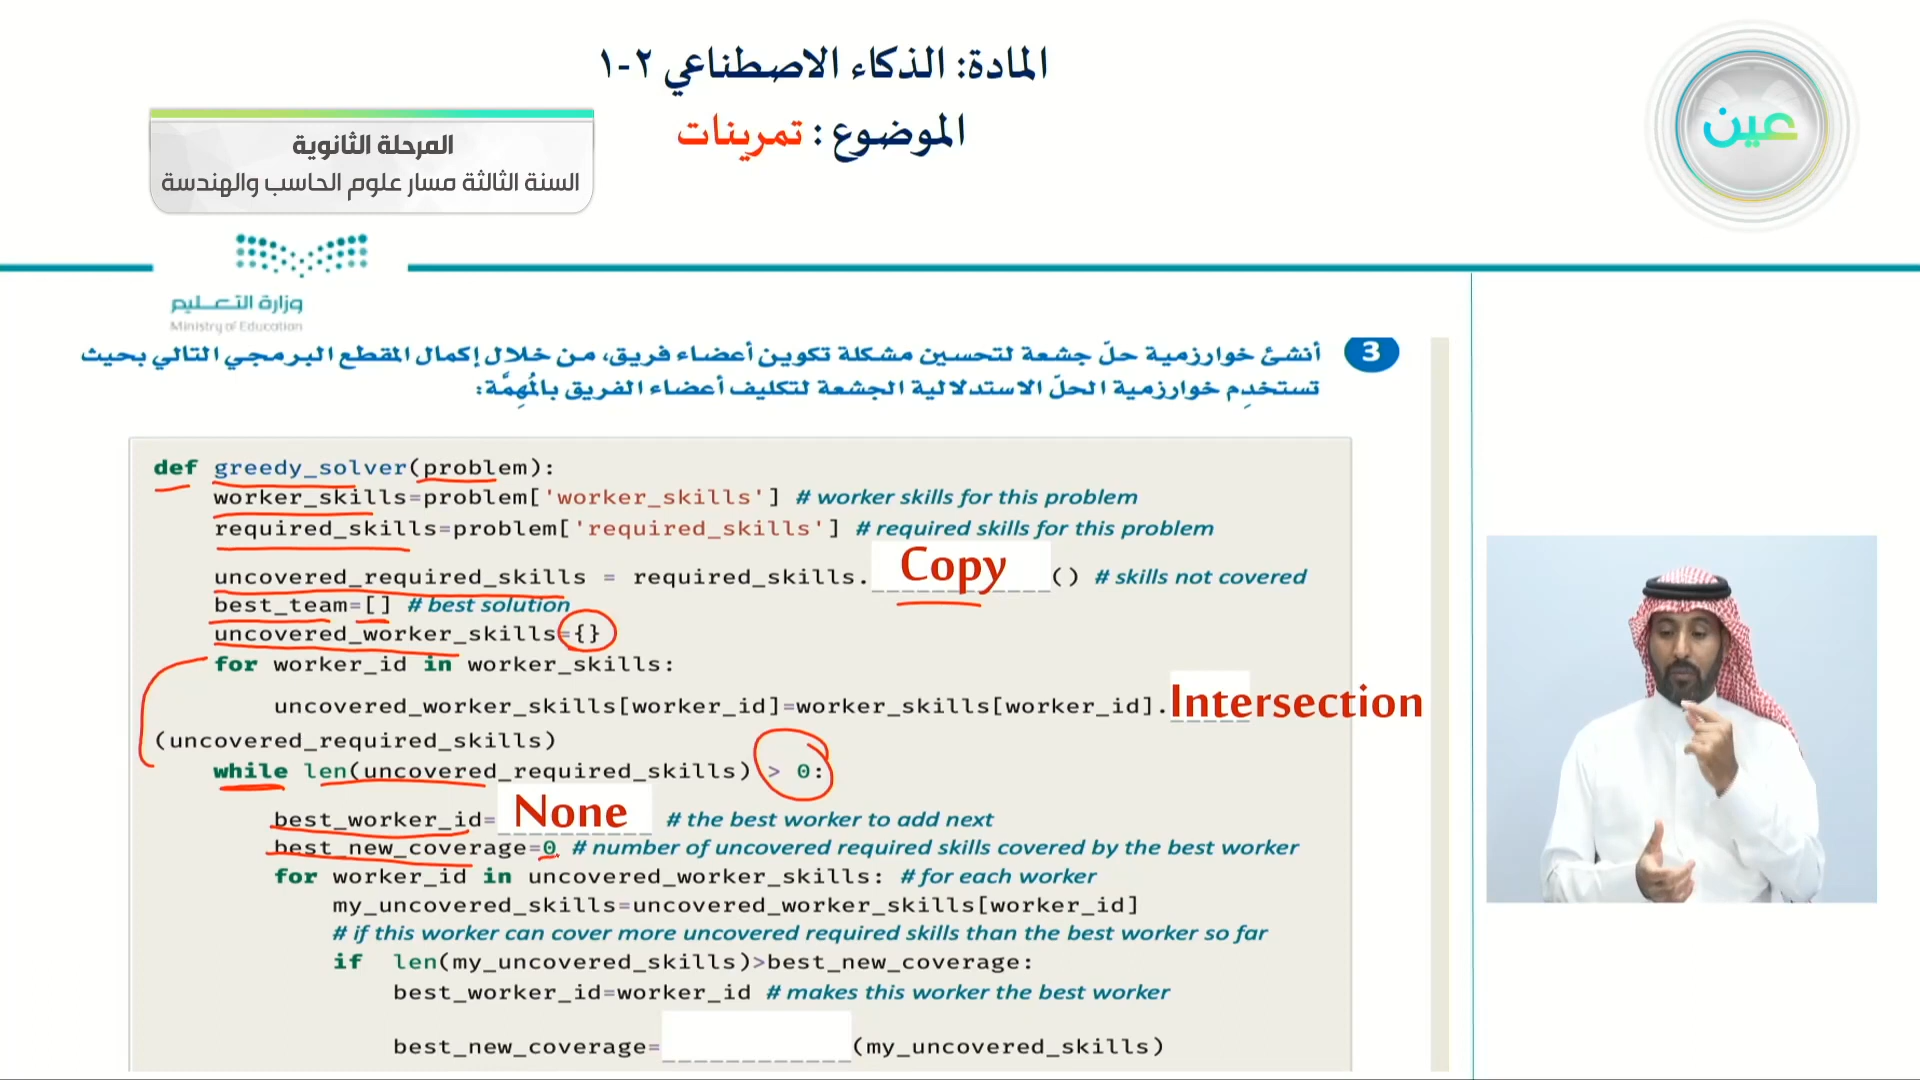 المادة: الذكاء الاصطناعي ٢-١
الموضوع : تمرينات
المرحلة الثانوية
السنة الثالثة مسار علوم الحاسب والهندسة
عين
وزارة التعليم
Ministry of Education
3 أنشئ خوارزمية حلّ جشعة لتحسين مشكلة تكوين أعضاء فريق، من خلال إكمال المقطع البرمجي التالي بحيث
تستخدِم خوارزمية الحلّ الاستدلالية الجشعة لتكليف أعضاء الفريق بالمُهِمَّة:
def greedy_solver(problem):
worker_skills=problem['worker_skills'] # worker skills for this problem
required_skills=problem['required_skills'] # required skills for this problem
uncovered_required_skills = required_skills. Copy () # skills not covered
best_team=[] # best solution
uncovered_worker_skills={}
for worker_id in worker_skills:
uncovered_worker_skills[worker_id]=worker_skills[worker_id].Intersection
(uncovered_required_skills)
while len(uncovered_required_skills) > 0:
best_worker_id= None # the best worker to add next
best_new_coverage=0 # number of uncovered required skills covered by the best worker
for worker_id in uncovered_worker_skills: # for each worker
my_uncovered_skills=uncovered_worker_skills[worker_id]
# if this worker can cover more uncovered required skills than the best worker so far
if len(my_uncovered_skills)>best_new_coverage:
best_worker_id=worker_id # makes this worker the best worker
best_new_coverage=___________(my_uncovered_skills)